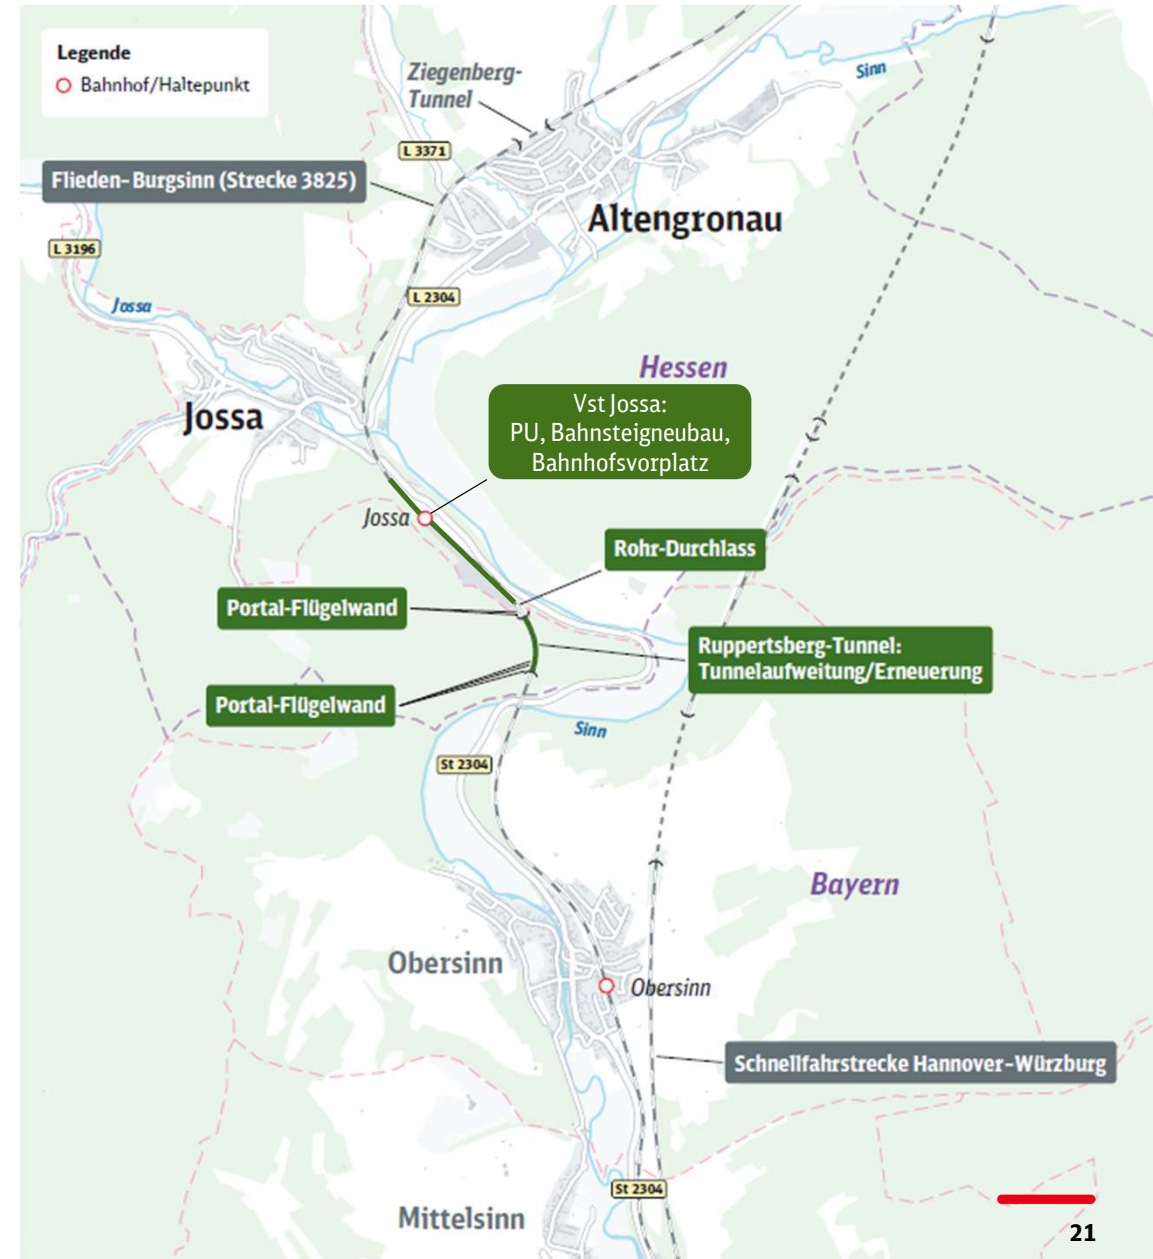 Legende
Bahnhof/Haltepunkt
Ziegenberg-
Tunnel
Sinn
L 3371
Flieden-Burgsinn (Strecke 3825)
Altengronau
L 3196
Jossa
L 2304
Hessen
Jossa
Vst Jossa:
PU, Bahnsteigneubau,
Bahnhofsvorplatz
Jossa
Rohr-Durchlass
Portal-Flügelwand
Ruppertsberg-Tunnel:
Tunnelaufweitung/Erneuerung
Portal-Flügelwand
Sinn
St 2304
Bayern
Obersinn
Obersinn
Schnellfahrstrecke Hannover-Würzburg
St 2304
Mittelsinn
21